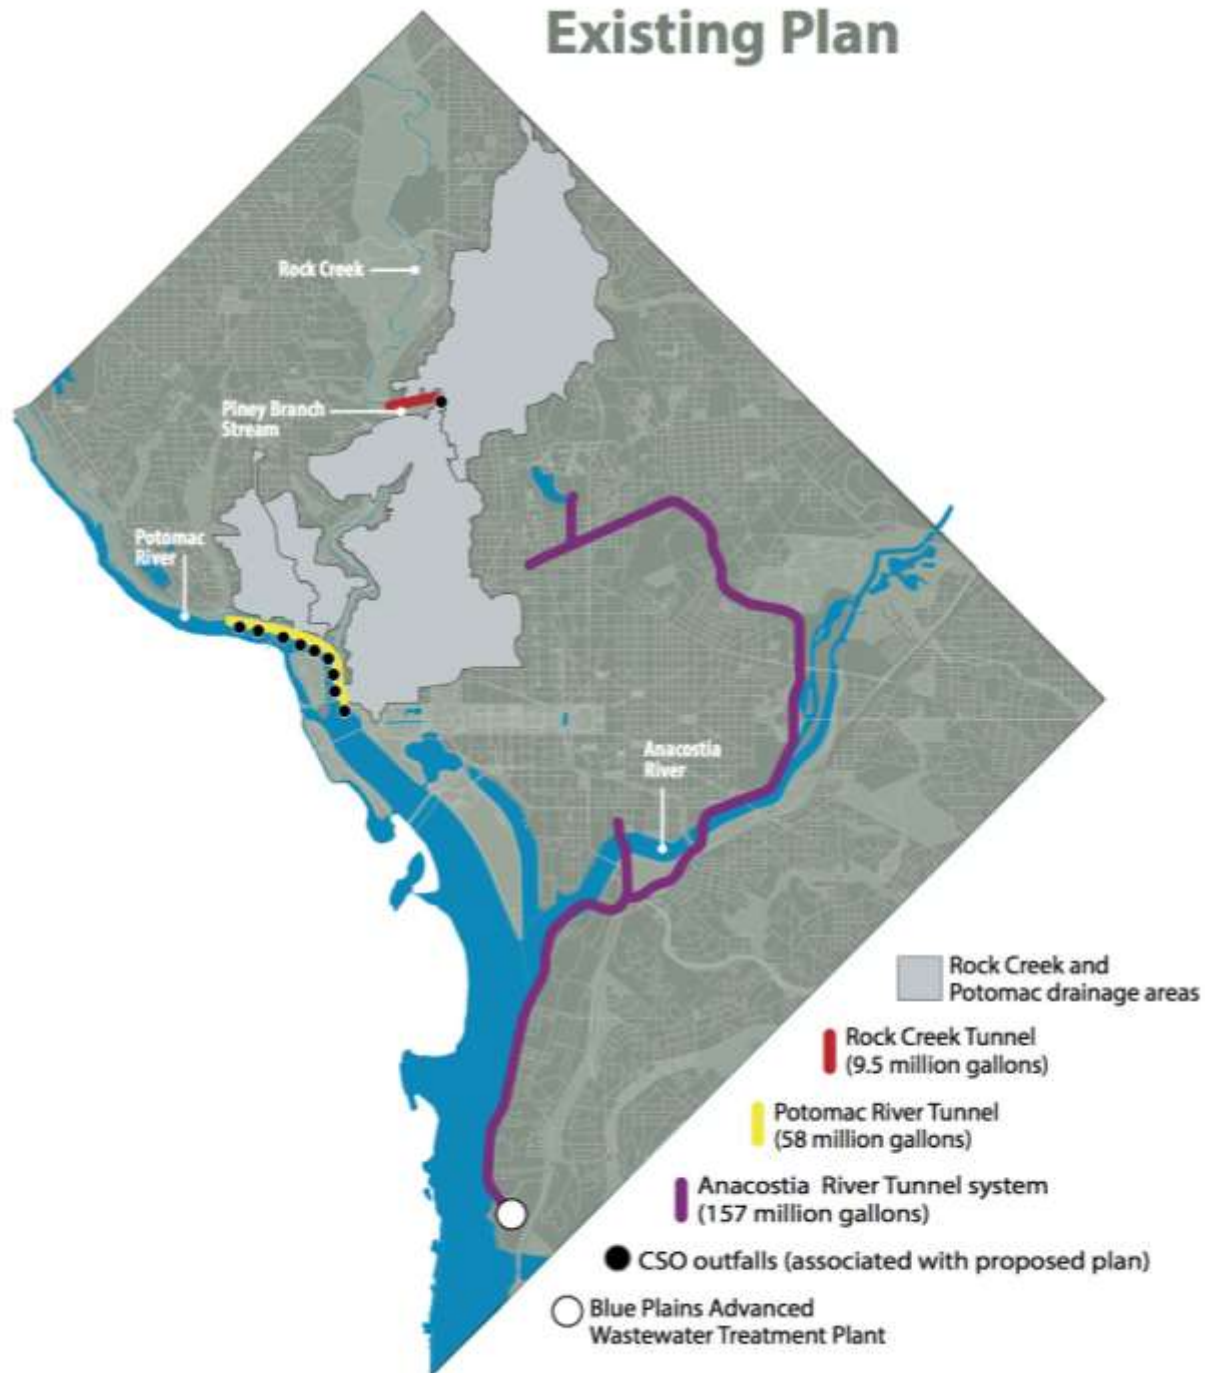 Existing Plan
Rock Creek
Piney Branch
Stream
Potomac
River
Anacostia
River
Rock Creek and
Potomac drainage areas
Rock Creek Tunnel
(9.5 million gallons)
Potomac River Tunnel
(58 million gallons)
Anacostia River Tunnel system
(157 million gallons)
CSO outfalls (associated with proposed plan)
Blue Plains Advanced
Wastewater Treatment Plant